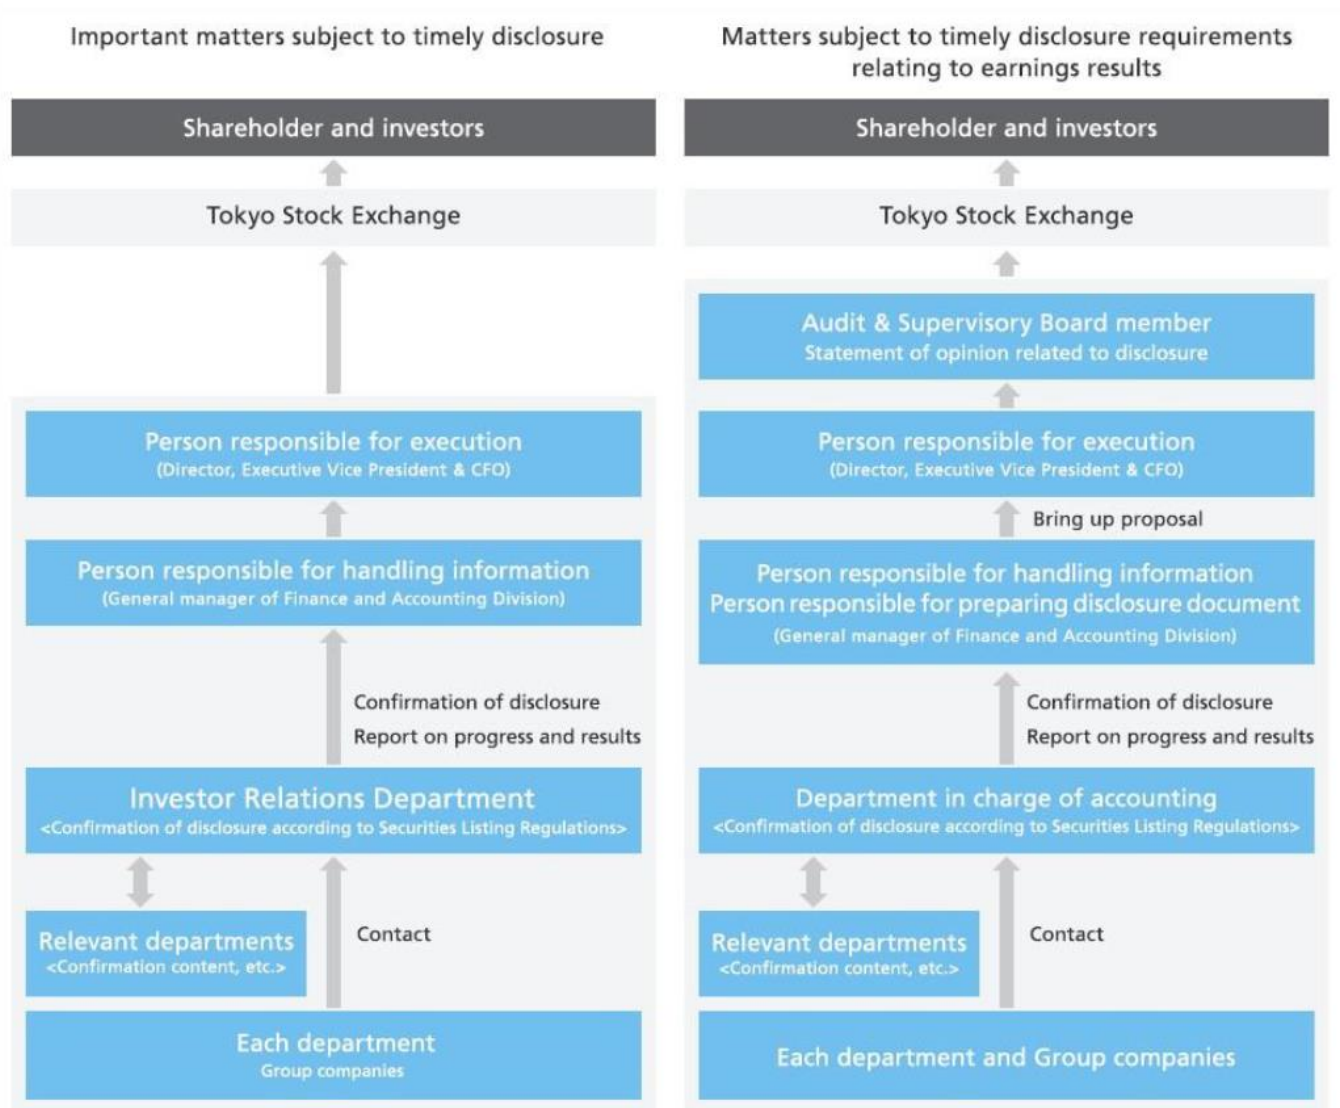 Important matters subject to timely disclosure
Shareholder and investors
Tokyo Stock Exchange
Person responsible for execution
(Director, Executive Vice President & CFO)
Person responsible for handling information
(General manager of Finance and Accounting Division)
Confirmation of disclosure
Report on progress and results
Investor Relations Department
<Confirmation of disclosure according to Securities Listing Regulations>
Relevant departments
<Confirmation content, etc.>
Contact
Each department
Group companies
Matters subject to timely disclosure requirements
relating to earnings results
Shareholder and investors
Tokyo Stock Exchange
Audit & Supervisory Board member
Statement of opinion related to disclosure
Person responsible for execution
(Director, Executive Vice President & CFO)
Bring up proposal
Person responsible for handling information
Person responsible for preparing disclosure document
(General manager of Finance and Accounting Division)
Confirmation of disclosure
Report on progress and results
Department in charge of accounting
<Confirmation of disclosure according to Securities Listing Regulations>
Relevant departments
<Confirmation content, etc.>
Contact
Each department and Group companies